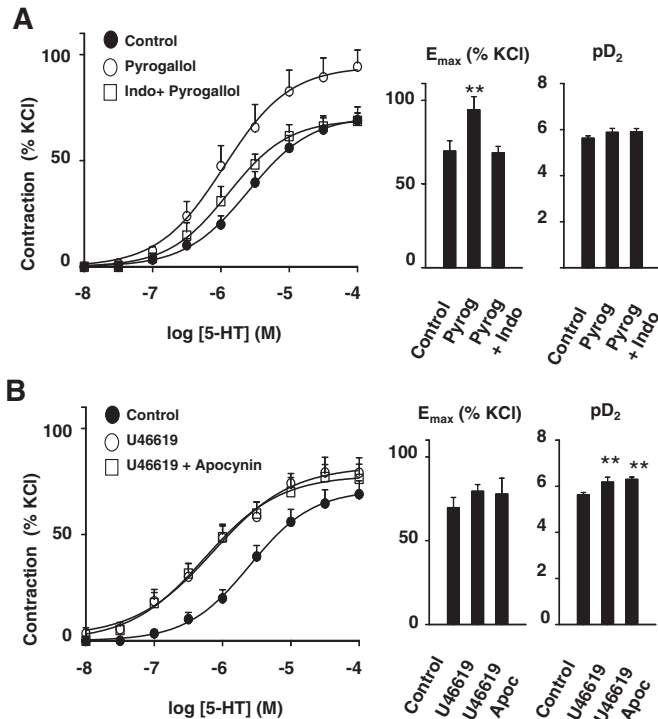 A
Control
Pyrogallol
Indo+ Pyrogallol
Contraction (% KCl)
100
50
0
-8 -7 -6 -5 -4
log [5-HT] (M)
Emax (% KCl)
100
50
0
**
Control
Pyrog
Pyrog + Indo
pD2
8
6
4
2
Control
Pyrog
Pyrog + Indo
B
Control
U46619
U46619 + Apocynin
Contraction (% KCl)
100
50
0
-8 -7 -6 -5 -4
log [5-HT] (M)
Emax (% KCl)
100
50
0
Control
U46619
U46619 Apoc
pD2
8
6
4
2
0
** **
Control
U46619
U46619 Apoc